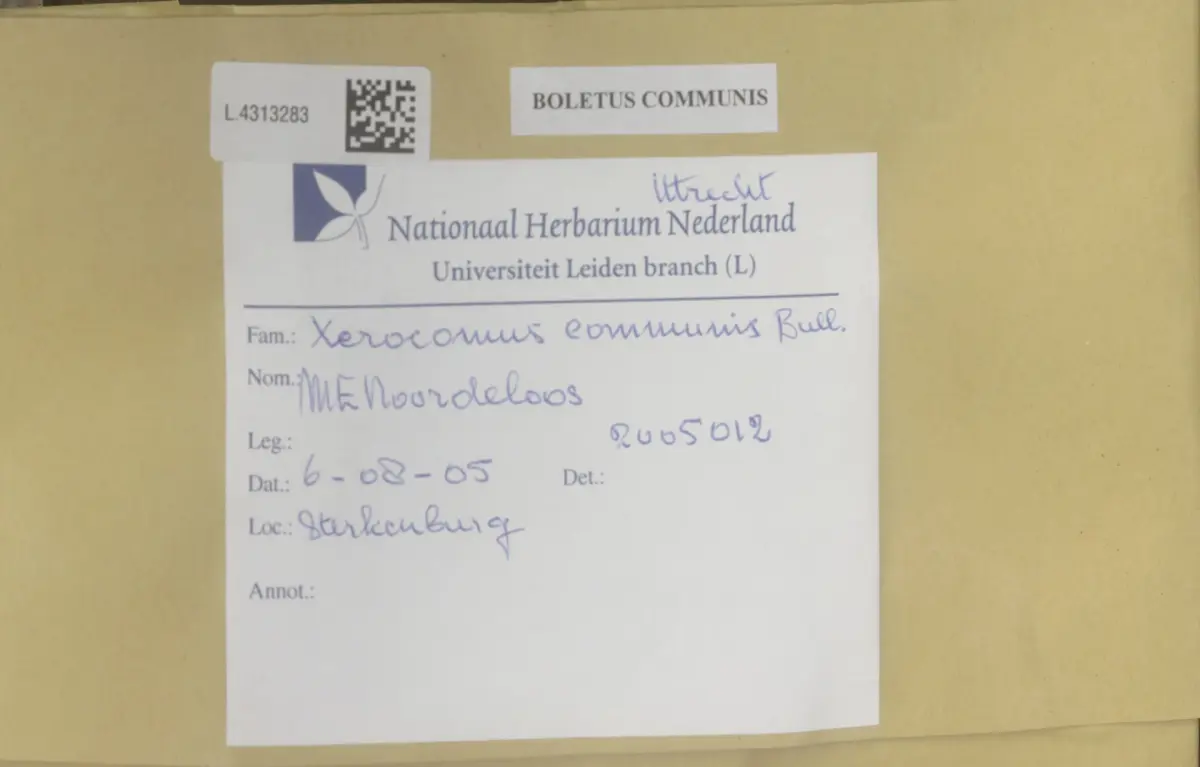 L.4313283
BOLETUS COMMUNIS
Utrecht
Nationaal Herbarium Nederland
Universiteit Leiden branch (L)
Fam.: Xerocomus communis Bull.
Nom.: ME Noordeloos
2005012
Leg.:
Dat.: 6-08-05 Det.:
Loc.: Sterkenburg
Annot.: